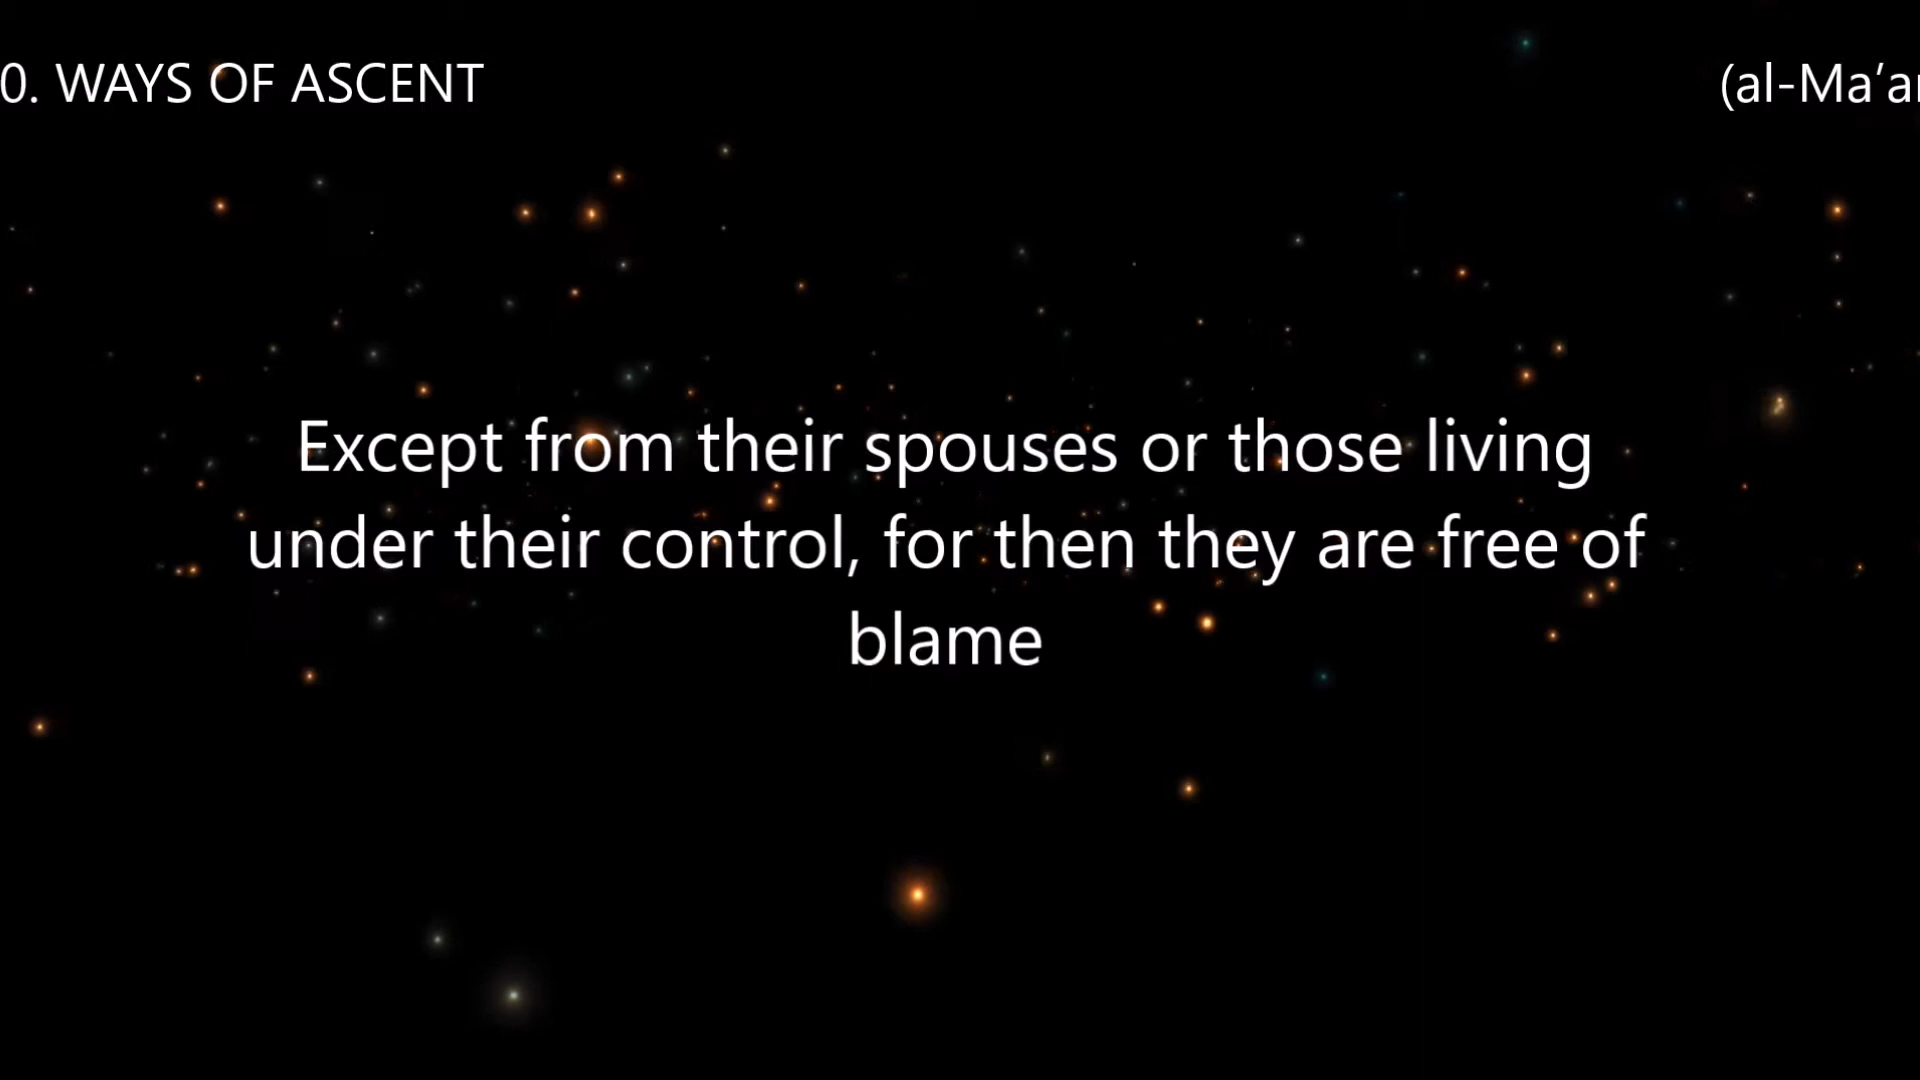 0. WAYS OF ASCENT
(al-Ma’ar
Except from their spouses or those living
under their control, for then they are free of
blame